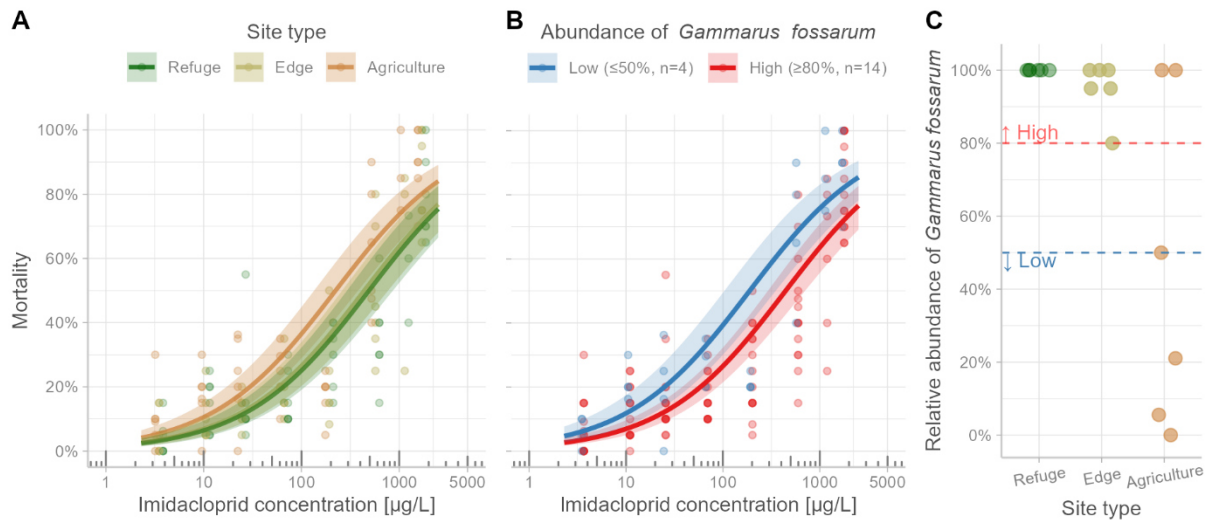 A
Site type
Refuge Edge Agriculture
100%
80%
60%
40%
20%
0%
Mortality
1 10 100 1000 5000
Imidacloprid concentration [µg/L]
B
Abundance of Gammarus fossarum
Low (≤50%, n=4) High (≥80%, n=14)
1 10 100 1000 5000
Imidacloprid concentration [µg/L]
C
Relative abundance of Gammarus fossarum
100%
↑ High
80%
60%
↓ Low
40%
20%
0%
Refuge Edge Agriculture
Site type